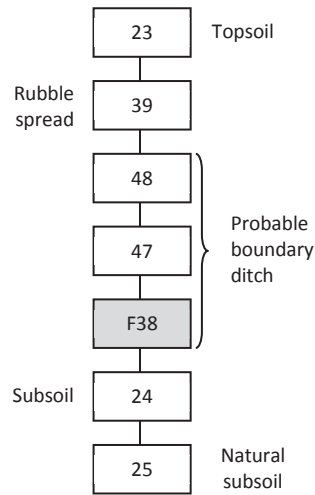 23
Topsoil
Rubble
spread
39
48
47
Probable
boundary
ditch
F38
Subsoil
24
25
Natural
subsoil